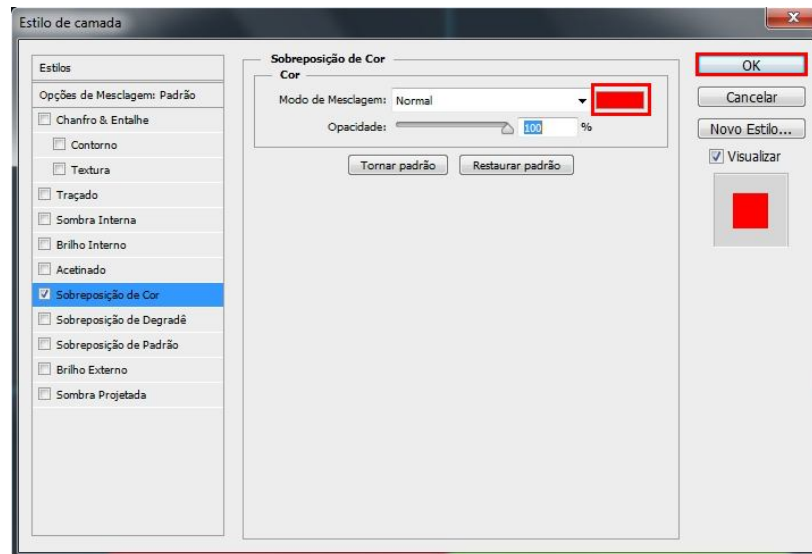 Estilo de camada
Estilos
Opções de Mesclagem: Padrão
Chanfro & Entalhe
Contorno
Textura
Traçado
Sombra Interna
Brilho Interno
Acetinado
Sobreposição de Cor
Sobreposição de Degradê
Sobreposição de Padrão
Brilho Externo
Sombra Projetada
Sobreposição de Cor
Cor
Modo de Mesclagem: Normal
Opacidade: 100 %
Tornar padrão Restaurar padrão
OK
Cancelar
Novo Estilo...
Visualizar